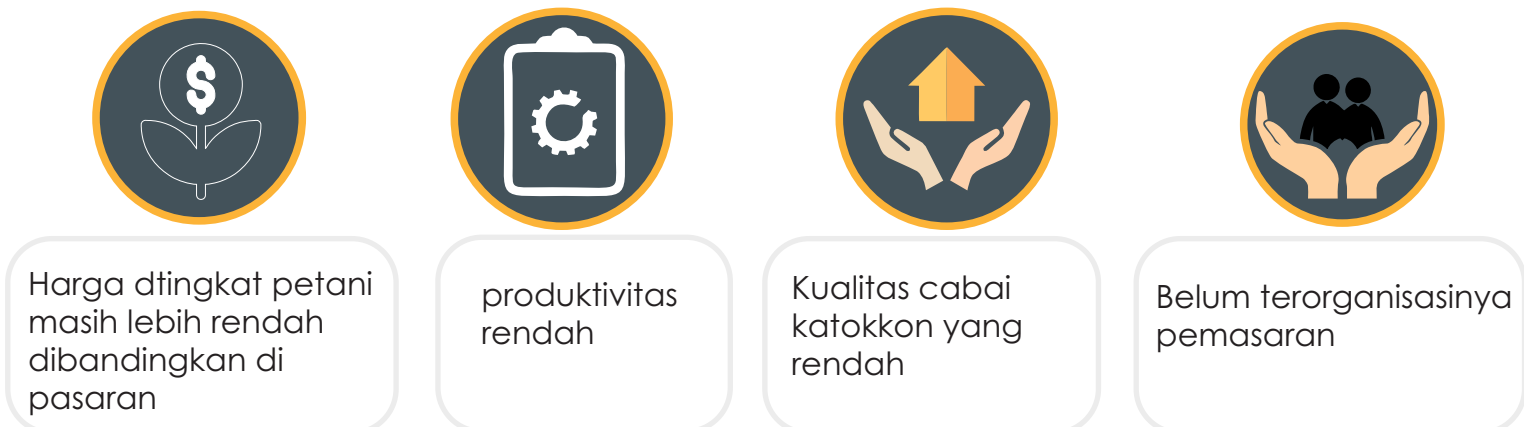 $
Harga dtingkat petani
masih lebih rendah
dibandingkan di
pasaran
produktivitas
rendah
Kualitas cabai
katokkon yang
rendah
Belum terorganisasinya
pemasaran